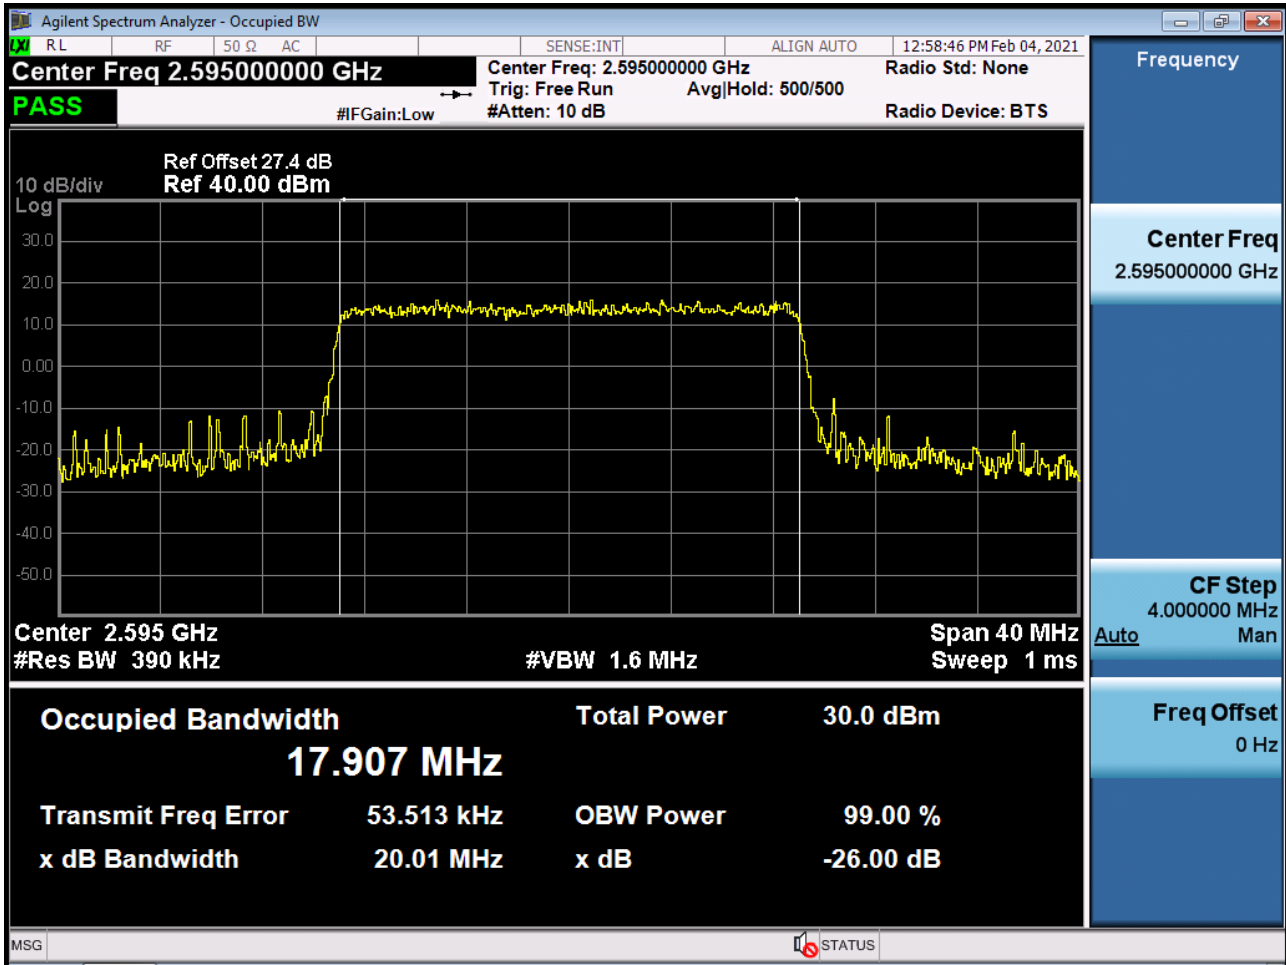 Agilent Spectrum Analyzer - Occupied BW
LXI RL RF 50 Ω AC SENSE:INT ALIGN AUTO 12:58:46 PM Feb 04, 2021
Center Freq 2.595000000 GHz
PASS
#IFGain:Low
Center Freq: 2.595000000 GHz
Trig: Free Run Avg|Hold: 500/500
#Atten: 10 dB
Radio Std: None
Radio Device: BTS
Ref Offset 27.4 dB
10 dB/div Ref 40.00 dBm
Log
30.0
20.0
10.0
0.00
-10.0
-20.0
-30.0
-40.0
-50.0
Center 2.595 GHz Span 40 MHz
#Res BW 390 kHz #VBW 1.6 MHz Sweep 1 ms
Occupied Bandwidth Total Power 30.0 dBm
17.907 MHz
Transmit Freq Error 53.513 kHz OBW Power 99.00 %
x dB Bandwidth 20.01 MHz x dB -26.00 dB
MSG STATUS
Frequency
Center Freq
2.595000000 GHz
CF Step
4.000000 MHz
Auto Man
Freq Offset
0 Hz